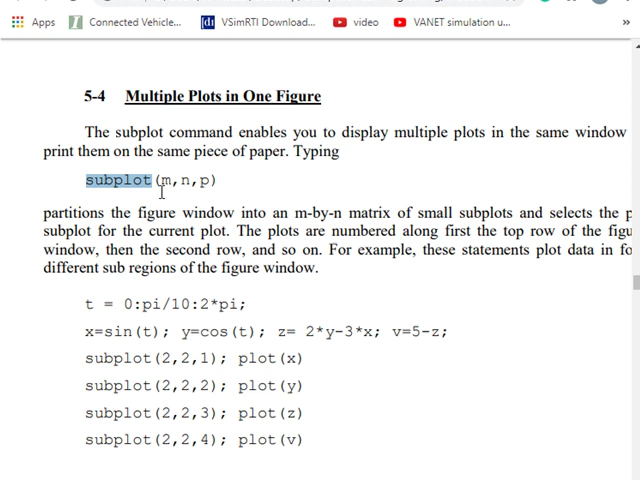 Apps Connected Vehicle... VSimRTI Download... video VANET simulation u... »
5-4 Multiple Plots in One Figure
The subplot command enables you to display multiple plots in the same window
print them on the same piece of paper. Typing
subplot(m,n,p)
partitions the figure window into an m-by-n matrix of small subplots and selects the p
subplot for the current plot. The plots are numbered along first the top row of the figu
window, then the second row, and so on. For example, these statements plot data in fo
different sub regions of the figure window.
t = 0:pi/10:2*pi;
x=sin(t); y=cos(t); z= 2*y-3*x; v=5-z;
subplot(2,2,1); plot(x)
subplot(2,2,2); plot(y)
subplot(2,2,3); plot(z)
subplot(2,2,4); plot(v)